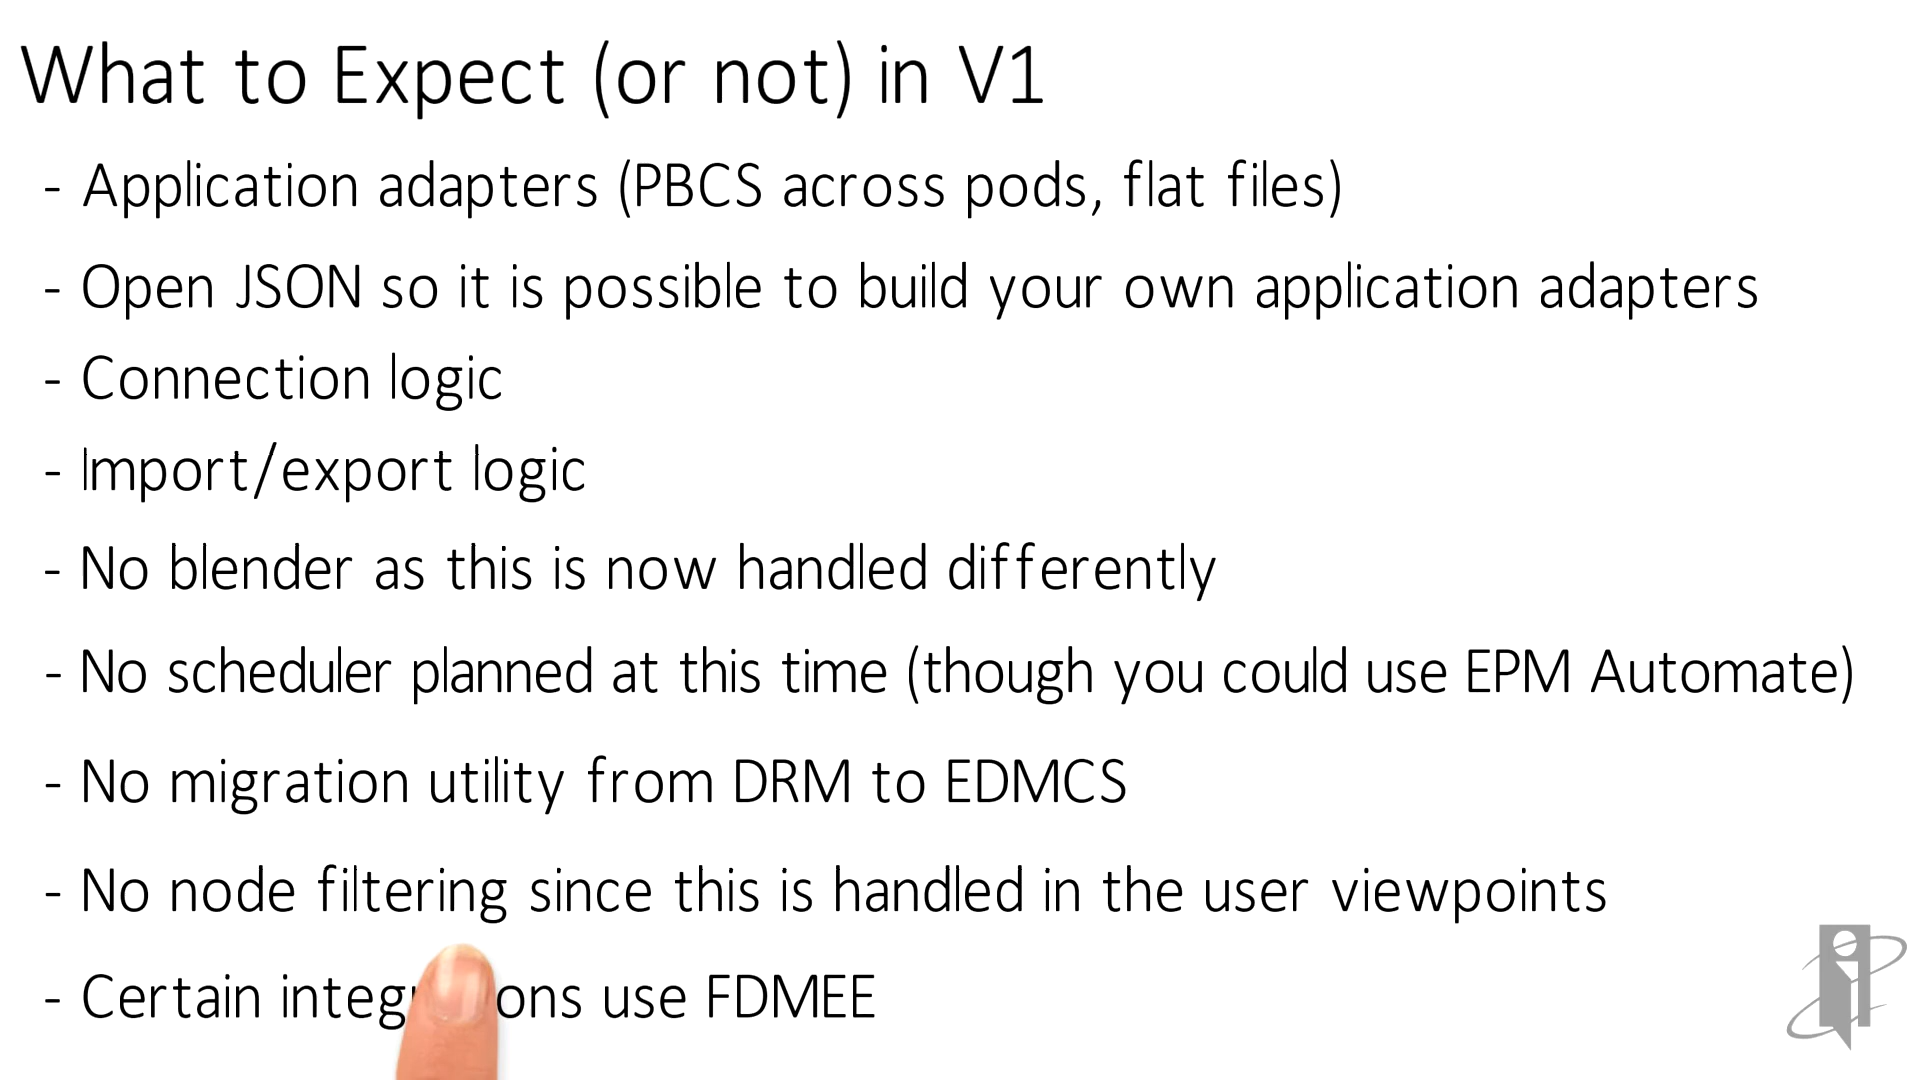 What to Expect (or not) in V1
- Application adapters (PBCS across pods, flat files)
- Open JSON so it is possible to build your own application adapters
- Connection logic
- Import/export logic
- No blender as this is now handled differently
- No scheduler planned at this time (though you could use EPM Automate)
- No migration utility from DRM to EDMCS
- No node filtering since this is handled in the user viewpoints
- Certain use FDMEE